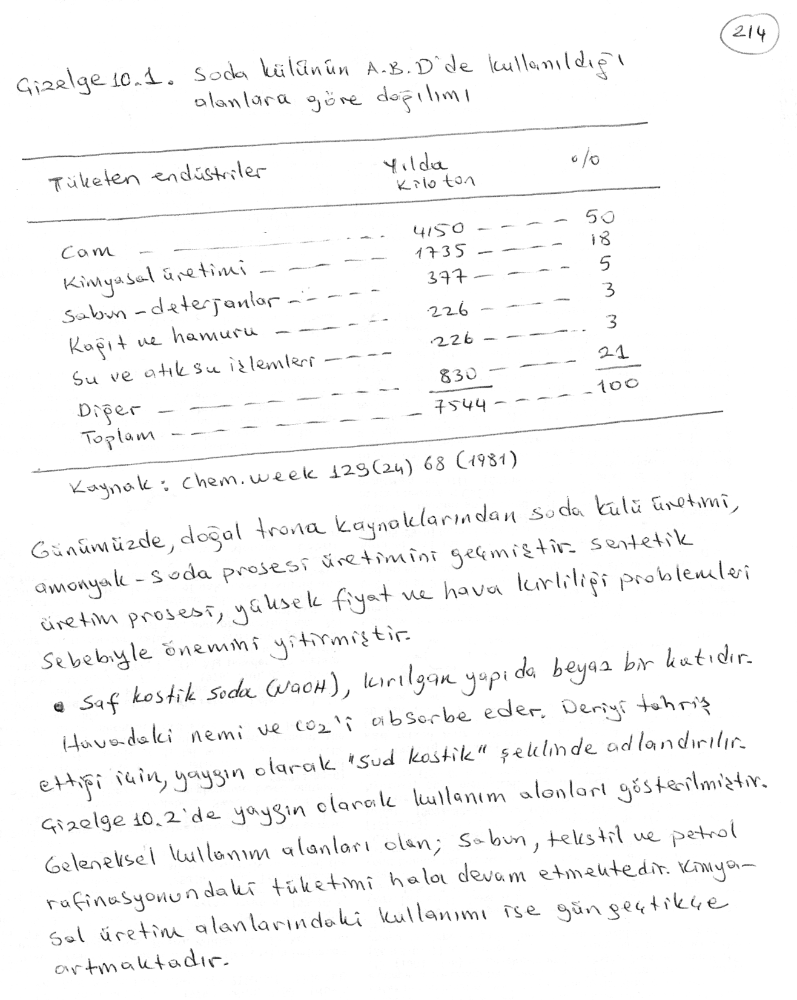 214
Çizelge 10.1. Soda külünün A.B.D'de kullanıldığı
alanlara göre dağılımı
Tüketen endüstriler Yılda %
Kilo ton
Cam - - - - - 4150 - - - - - 50
Kimyasal üretimi - - - - - 1735 - - - - - 18
Sabun - deterjanlar - - - - - 377 - - - - - 5
Kağıt ve hamuru - - - - - 226 - - - - - 3
Su ve atık su işlemleri - - - - 226 - - - - - 3
Diğer - - - - - 830 - - - - - 21
Toplam - - - - - 7544 - - - - - 100
Kaynak : Chem. week 129(24) 68 (1981)
Günümüzde, doğal trona kaynaklarından soda külü üretimi,
amonyak - soda prosesi üretimini geçmiştir. Sentetik
üretim prosesi, yüksek fiyat ve hava kirliliği problemleri
Sebebiyle önemini yitirmiştir.
• Saf kostik soda (NaOH), kırılgan yapıda beyaz bir katıdır.
Havadaki nemi ve CO2'i absorbe eder. Deriyi tahriş
ettiği için, yaygın olarak "Sud kostik" şeklinde adlandırılır.
Çizelge 10.2'de yaygın olarak kullanım alanları gösterilmiştir.
Geleneksel kullanım alanları olan; Sabun, tekstil ve petrol
rafinasyonundaki tüketimi hala devam etmektedir. Kimya-
sal üretim alanlarındaki kullanımı ise gün geçtikçe
artmaktadır.